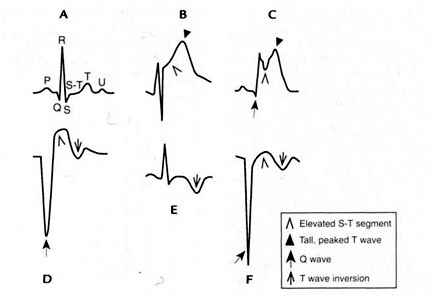 A
B
C
R
P
S-T
T
U
Q
S
D
E
F
Elevated S-T segment
Tall, peaked T wave
Q wave
T wave inversion